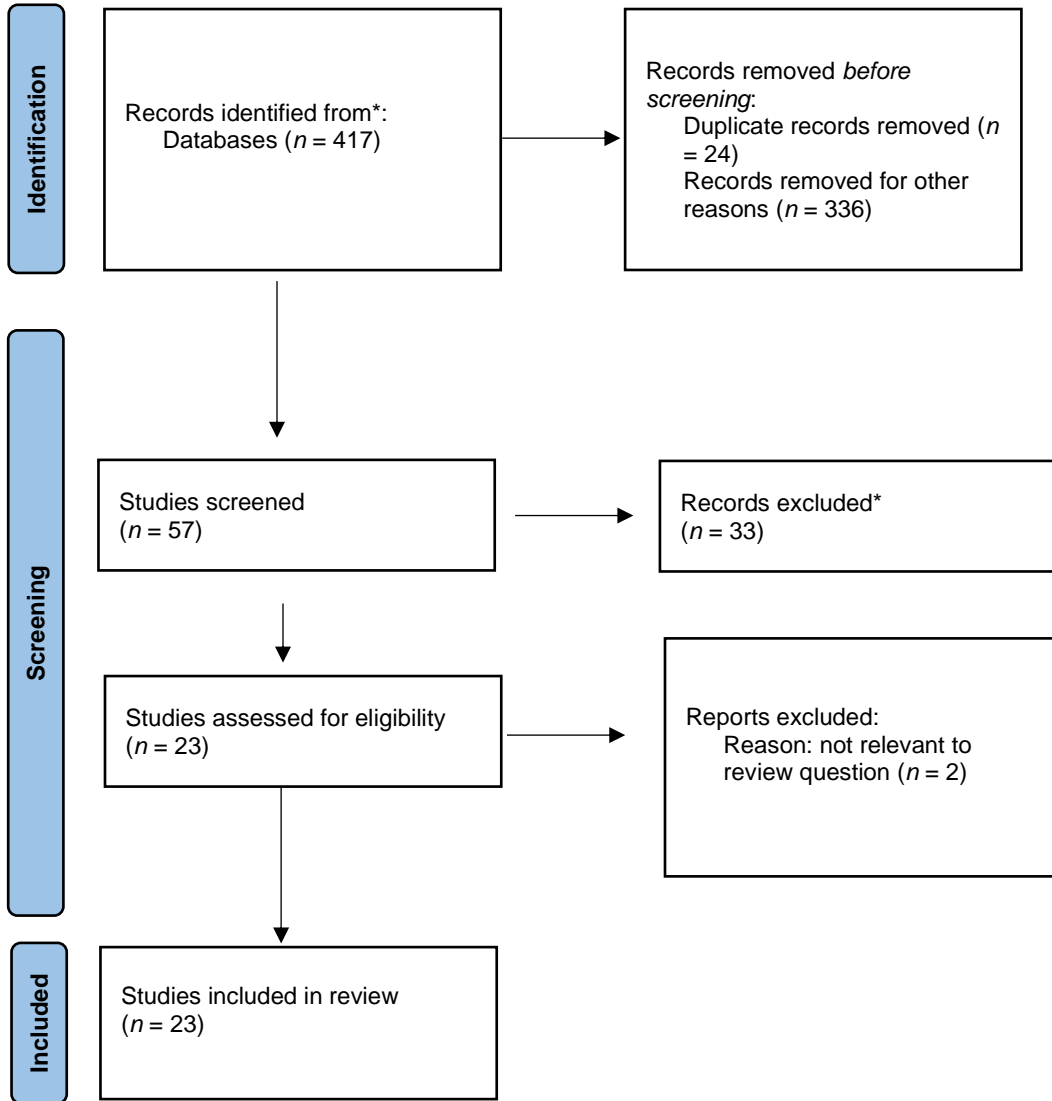 Identification
Records identified from*:
Databases (n = 417)
Records removed before
screening:
Duplicate records removed (n
= 24)
Records removed for other
reasons (n = 336)
Screening
Studies screened
(n = 57)
Records excluded*
(n = 33)
Studies assessed for eligibility
(n = 23)
Reports excluded:
Reason: not relevant to
review question (n = 2)
Included
Studies included in review
(n = 23)